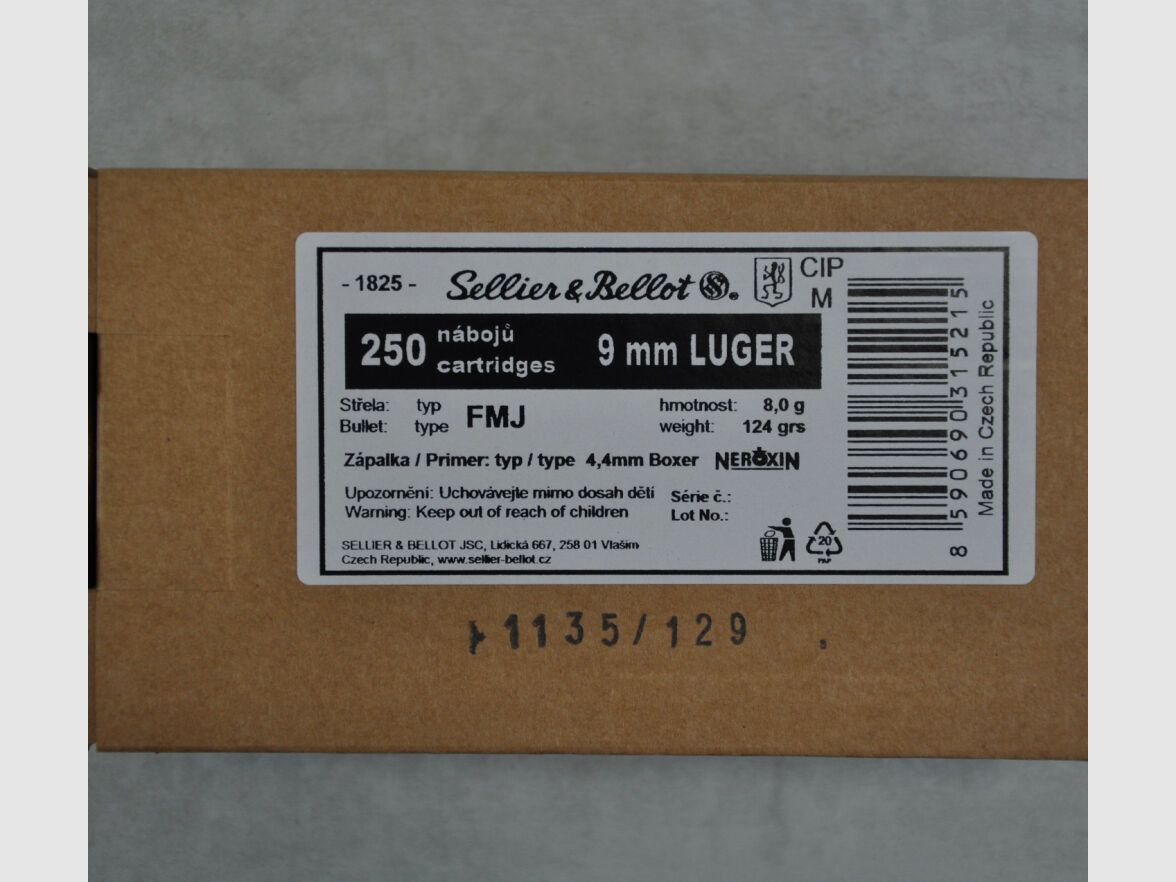 - 1825 - Sellier & Bellot S&B® CIP
M
250 nábojů
cartridges 9 mm LUGER
Střela: typ FMJ hmotnost: 8,0 g
Bullet: type weight: 124 grs
Zápalka / Primer: typ / type 4,4mm Boxer NEROXIN
Upozornění: Uchovávejte mimo dosah dětí Série č.:
Warning: Keep out of reach of children Lot No.:
SELLIER & BELLOT JSC, Lidická 667, 258 01 Vlašim
Czech Republic, www.sellier-bellot.cz
20
PAP
8 590690 315215
Made in Czech Republic
1135/129